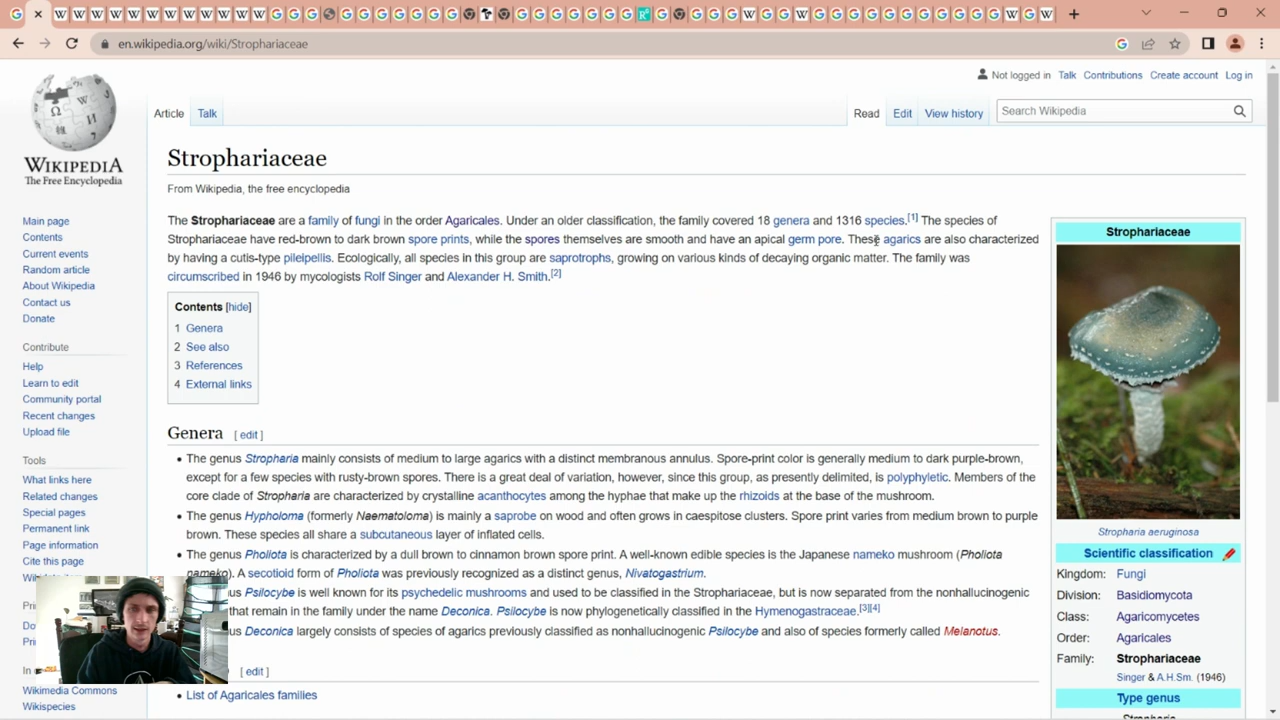 en.wikipedia.org/wiki/Strophariaceae
Not logged in Talk Contributions Create account Log in
Article Talk
Read Edit View history
Search Wikipedia
WIKIPEDIA
The Free Encyclopedia
Main page
Contents
Current events
Random article
About Wikipedia
Contact us
Donate
Contribute
Help
Learn to edit
Community portal
Recent changes
Upload file
Tools
What links here
Related changes
Special pages
Permanent link
Page information
Cite this page
Wikimedia Commons
Wikispecies
Strophariaceae
From Wikipedia, the free encyclopedia
The Strophariaceae are a family of fungi in the order Agaricales. Under an older classification, the family covered 18 genera and 1316 species.[1] The species of
Strophariaceae have red-brown to dark brown spore prints, while the spores themselves are smooth and have an apical germ pore. These agarics are also characterized
by having a cutis-type pileipellis. Ecologically, all species in this group are saprotrophs, growing on various kinds of decaying organic matter. The family was
circumscribed in 1946 by mycologists Rolf Singer and Alexander H. Smith.[2]
Contents [hide]
1 Genera
2 See also
3 References
4 External links
Genera [ edit ]
• The genus Stropharia mainly consists of medium to large agarics with a distinct membranous annulus. Spore-print color is generally medium to dark purple-brown,
except for a few species with rusty-brown spores. There is a great deal of variation, however, since this group, as presently delimited, is polyphyletic. Members of the
core clade of Stropharia are characterized by crystalline acanthocytes among the hyphae that make up the rhizoids at the base of the mushroom.
• The genus Hypholoma (formerly Naematoloma) is mainly a saprobe on wood and often grows in caespitose clusters. Spore print varies from medium brown to purple
brown. These species all share a subcutaneous layer of inflated cells.
• The genus Pholiota is characterized by a dull brown to cinnamon brown spore print. A well-known edible species is the Japanese nameko mushroom (Pholiota
nameko). A secotioid form of Pholiota was previously recognized as a distinct genus, Nivatogastrium.
Psilocybe is well known for its psychedelic mushrooms and used to be classified in the Strophariaceae, but is now separated from the nonhallucinogenic
that remain in the family under the name Deconica. Psilocybe is now phylogenetically classified in the Hymenogastraceae.[3][4]
Deconica largely consists of species of agarics previously classified as nonhallucinogenic Psilocybe and also of species formerly called Melanotus.
[ edit ]
• List of Agaricales families
Strophariaceae
Stropharia aeruginosa
Scientific classification
Kingdom: Fungi
Division: Basidiomycota
Class: Agaricomycetes
Order: Agaricales
Family: Strophariaceae
Singer & A.H.Sm. (1946)
Type genus
Stropharia